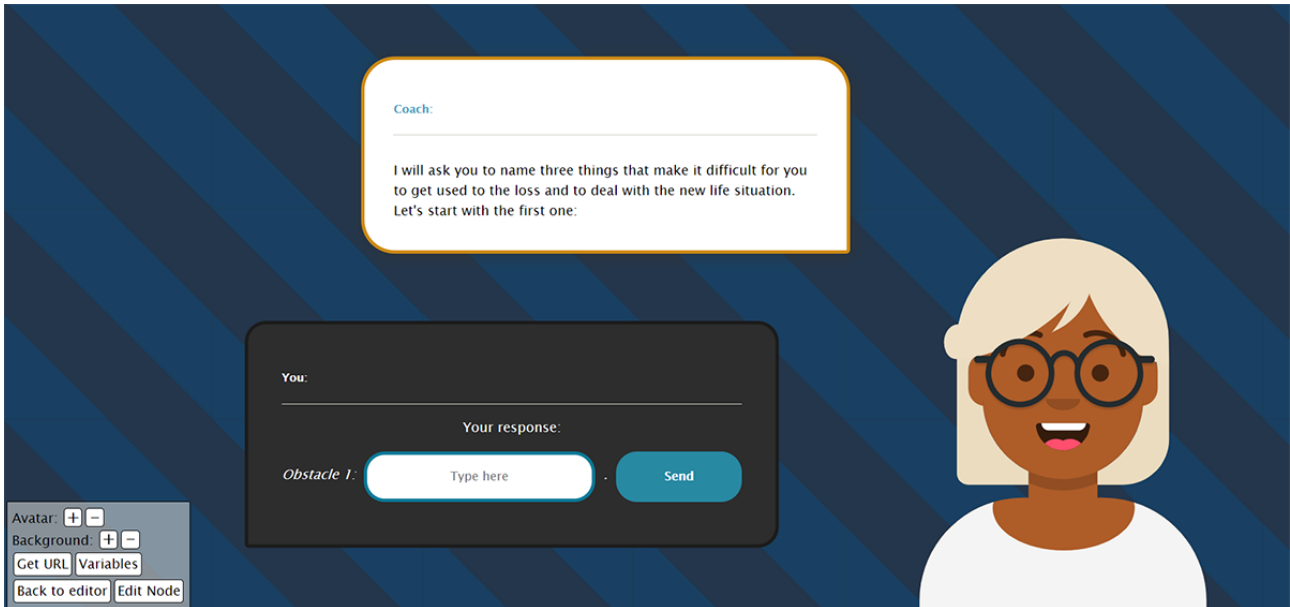 Coach:
I will ask you to name three things that make it difficult for you
to get used to the loss and to deal with the new life situation.
Let's start with the first one:
You:
Your response:
Obstacle 1: Type here . Send
Avatar: + −
Background: + −
Get URL Variables
Back to editor Edit Node